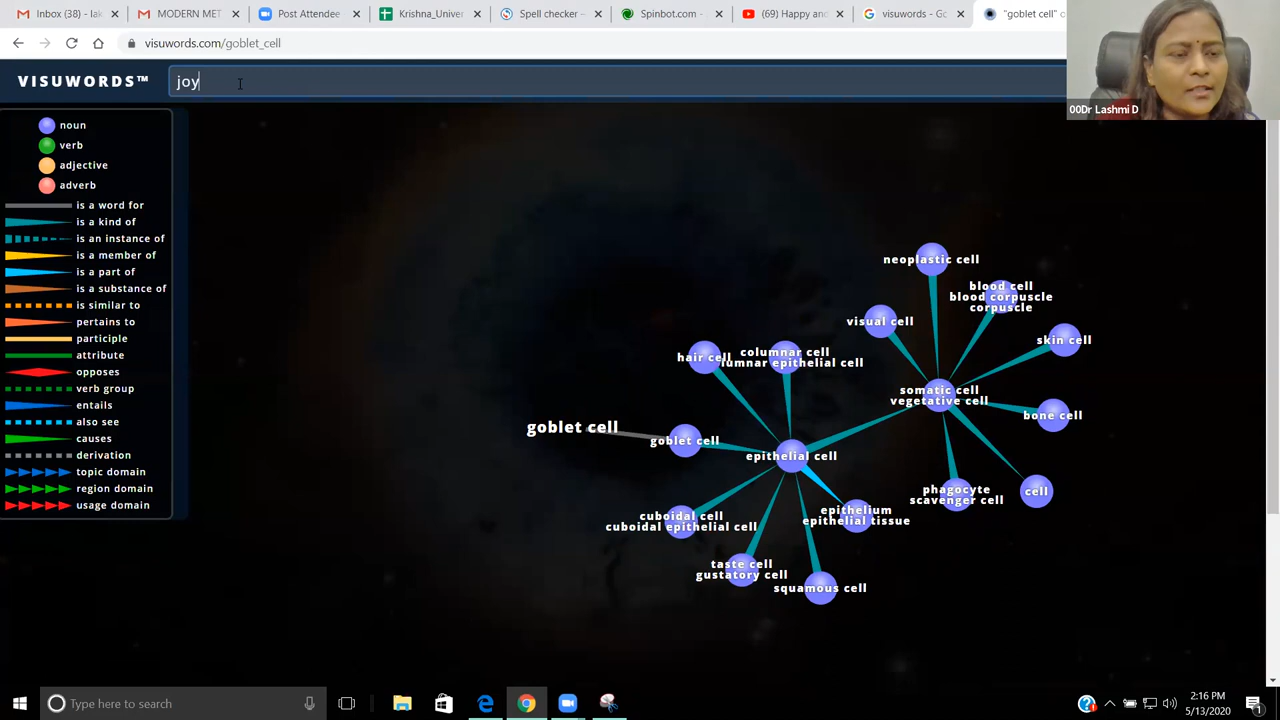 Inbox (38) - lak
MODERN MET
Post Attendee
Krishna_Univer
Spell checker –
Spinbot.com -
(69) Happy and
visuwords - Go
"goblet cell" o
visuwords.com/goblet_cell
VISUWORDS™
joy
00Dr Lashmi D
noun
verb
adjective
adverb
is a word for
is a kind of
is an instance of
is a member of
is a part of
is a substance of
is similar to
pertains to
participle
attribute
opposes
verb group
entails
also see
causes
derivation
topic domain
region domain
usage domain
neoplastic cell
blood cell
blood corpuscle
corpuscle
visual cell
skin cell
hair cell
columnar cell
lumnar epithelial cell
somatic cell
vegetative cell
bone cell
goblet cell
goblet cell
epithelial cell
phagocyte
scavenger cell
cell
epithelium
epithelial tissue
cuboidal cell
cuboidal epithelial cell
taste cell
gustatory cell
squamous cell
Type here to search
2:16 PM
5/13/2020
1